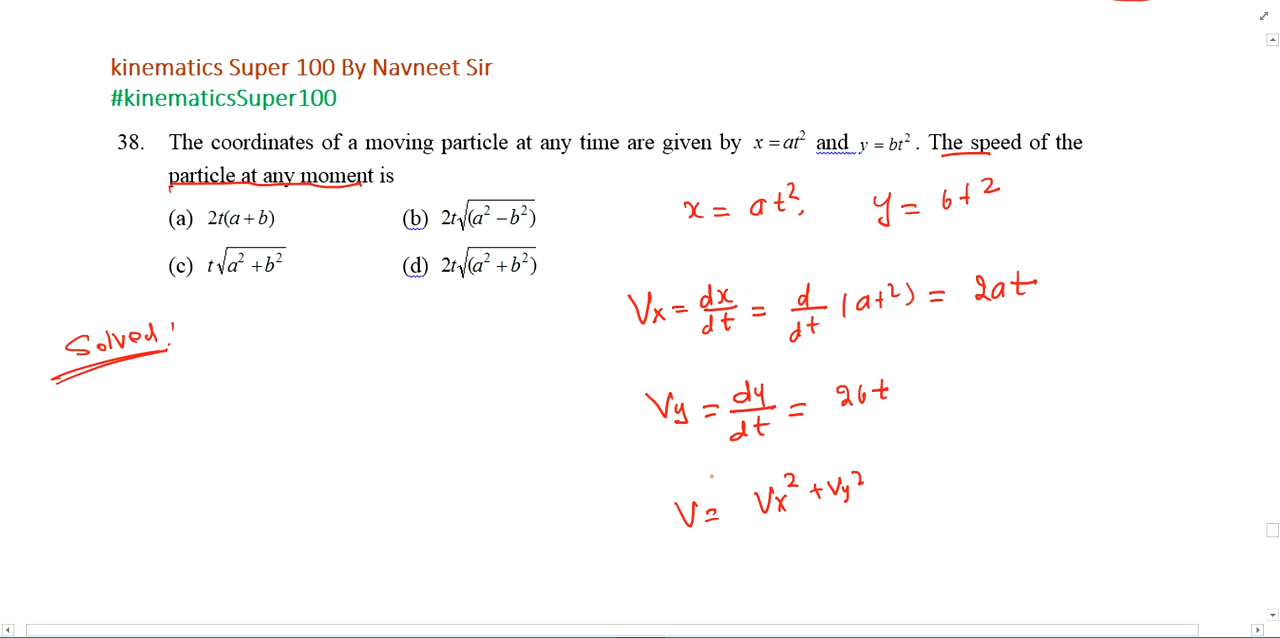 kinematics Super 100 By Navneet Sir
#kinematicsSuper100
38. The coordinates of a moving particle at any time are given by x = at² and y = bt². The speed of the
particle at any moment is
(a) 2t(a+b) (b) 2t√(a² − b²)
(c) t√a² + b² (d) 2t√(a² + b²)
x = at², y = bt²
Vx = dx/dt = d/dt (at²) = 2at
Solved!
Vy = dy/dt = 2bt
V = Vx² + Vy²